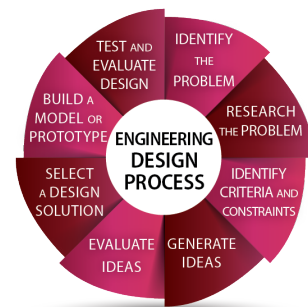 ENGINEERING
DESIGN
PROCESS
IDENTIFY
THE
PROBLEM
RESEARCH
THE PROBLEM
IDENTIFY
CRITERIA AND
CONSTRAINTS
GENERATE
IDEAS
EVALUATE
IDEAS
SELECT
A DESIGN
SOLUTION
BUILD A
MODEL OR
PROTOTYPE
TEST AND
EVALUATE
DESIGN